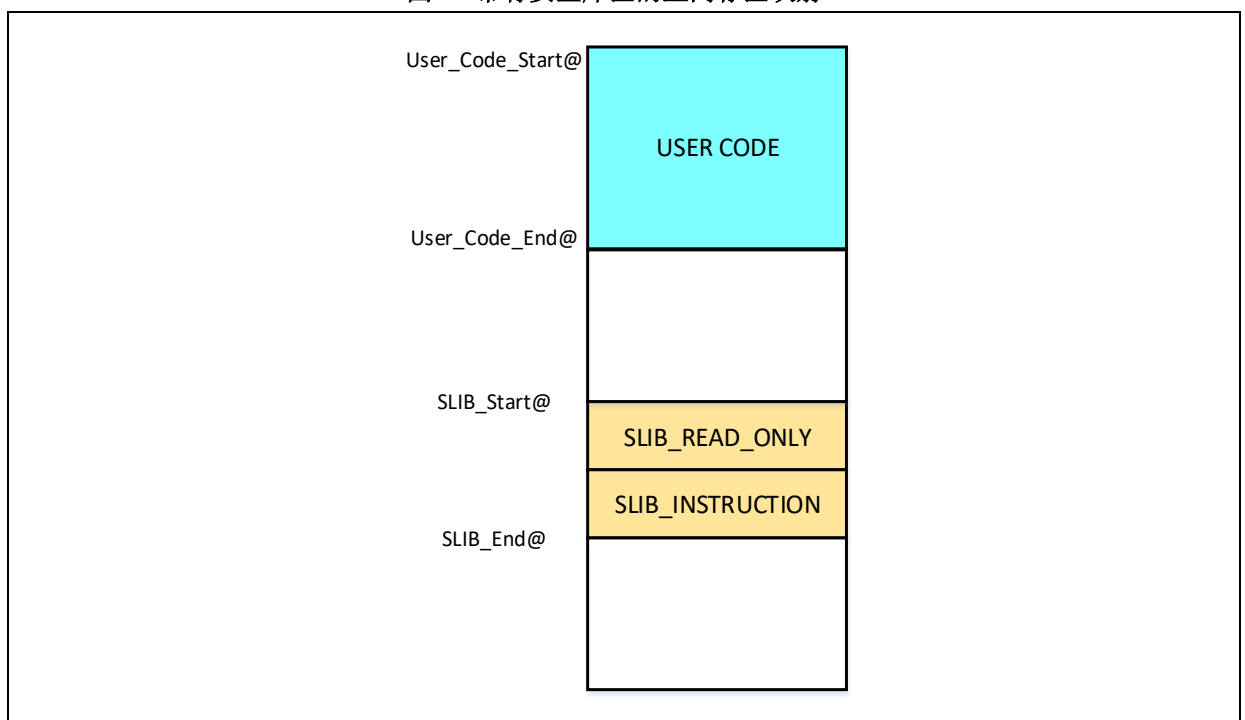 User_Code_Start@
USER CODE
User_Code_End@
SLIB_Start@
SLIB_READ_ONLY
SLIB_INSTRUCTION
SLIB_End@